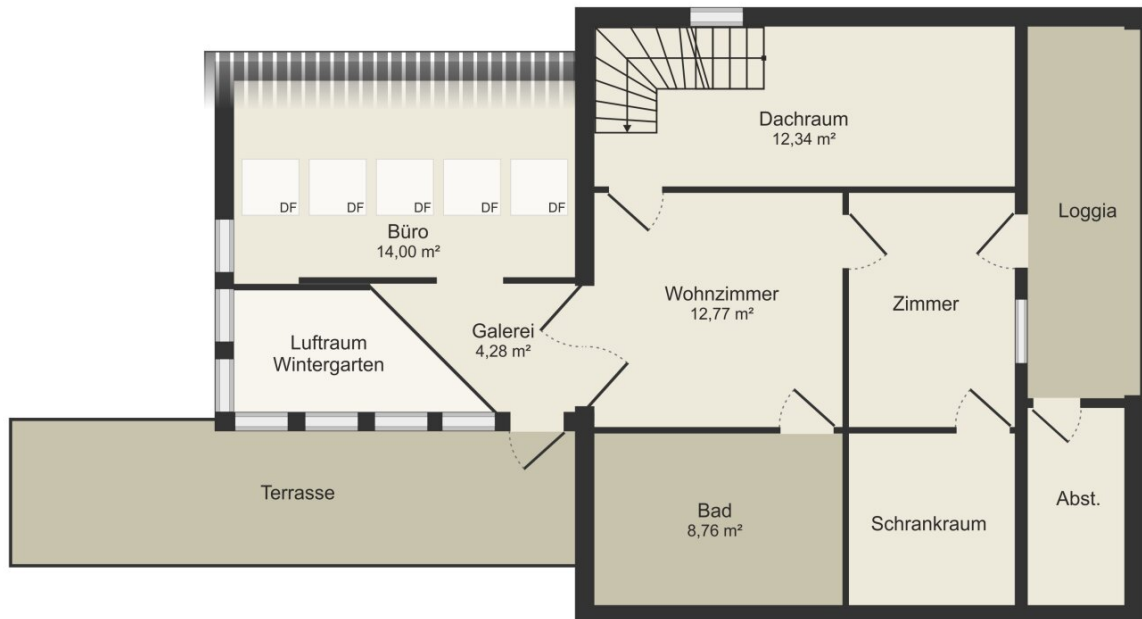 Dachraum
12,34 m²
DF
DF
DF
DF
DF
Loggia
Büro
14,00 m²
Wohnzimmer
12,77 m²
Zimmer
Galerei
4,28 m²
Luftraum
Wintergarten
Terrasse
Bad
8,76 m²
Schrankraum
Abst.